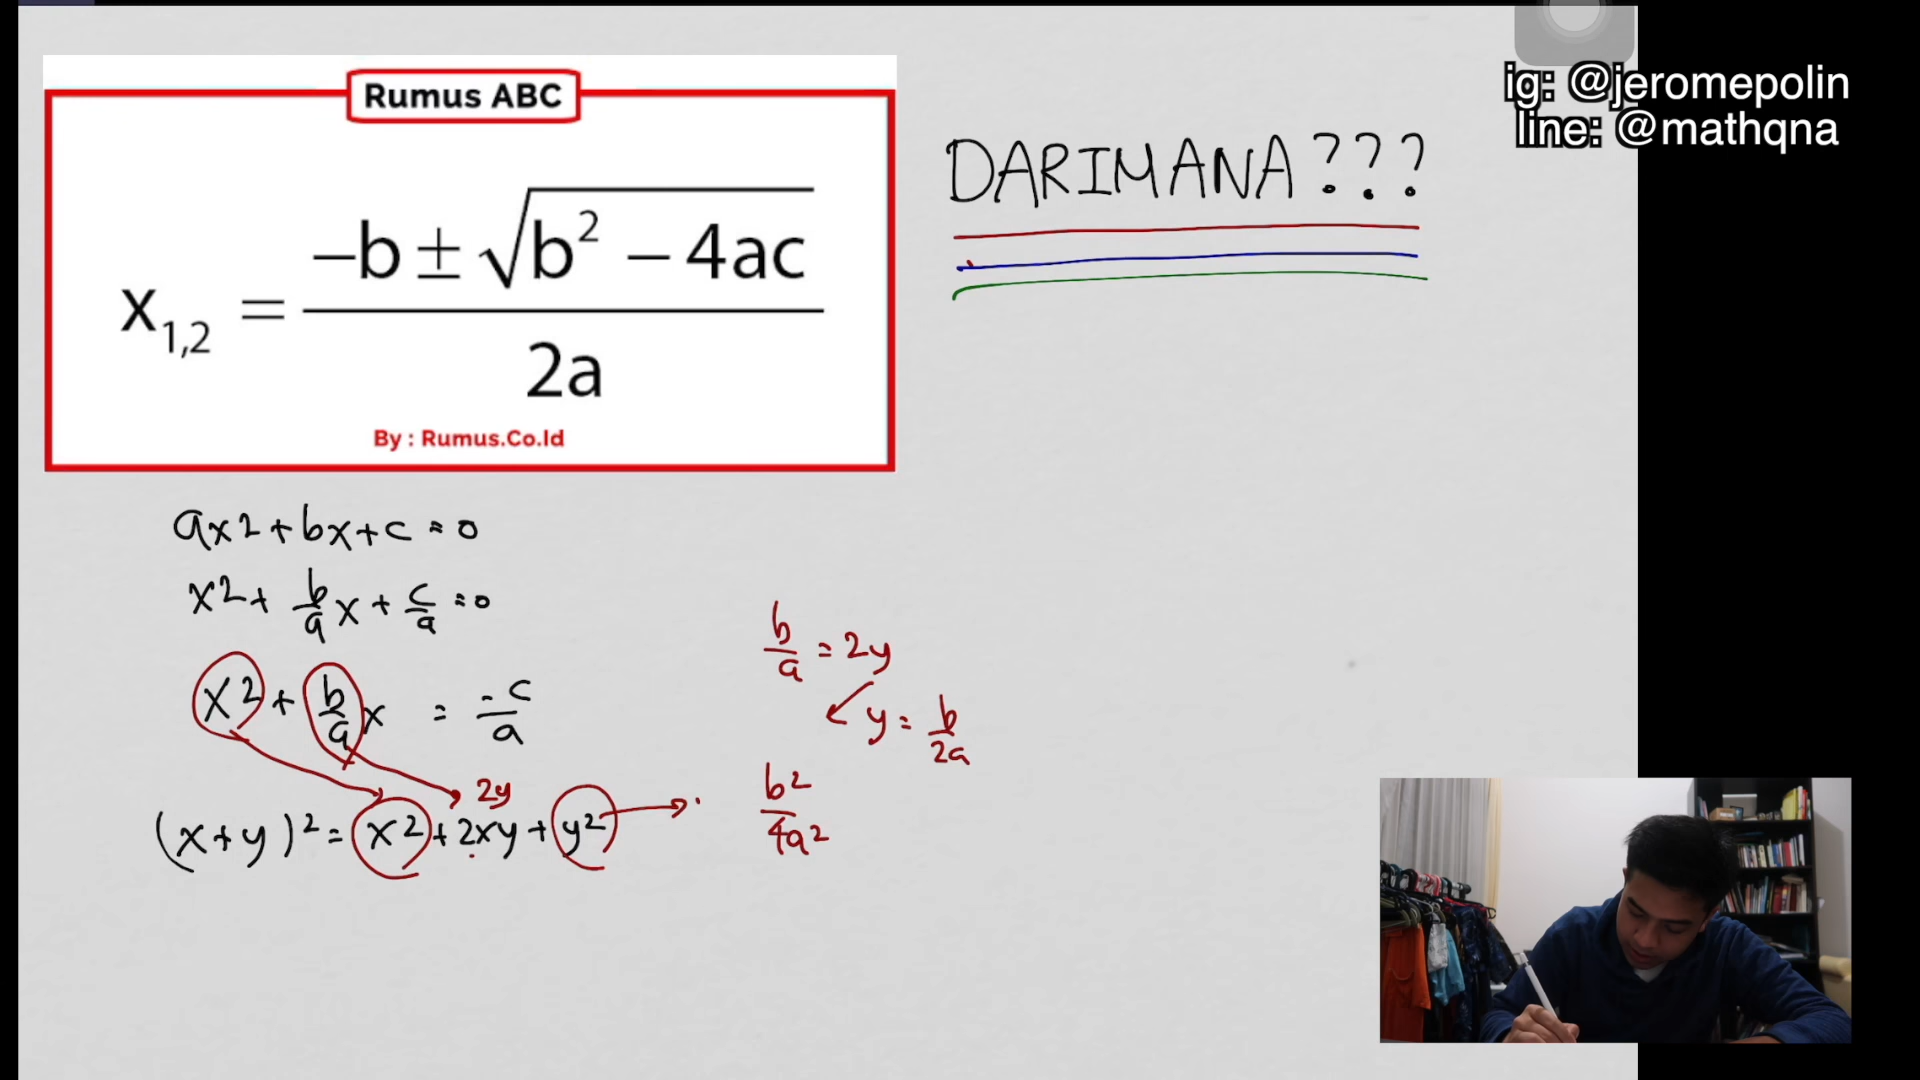 Rumus ABC
x₁,₂ = (–b ± √(b² – 4ac)) / 2a
By : Rumus.Co.Id
DARIMANA???
ig: @jeromepolin
line: @mathqna
ax² + bx + c = 0
x² + b/a x + c/a = 0
x² + b/a x = -c/a
2y
(x+y)² = x² + 2xy + y²
b/a = 2y
y = b/2a
b²/4a²